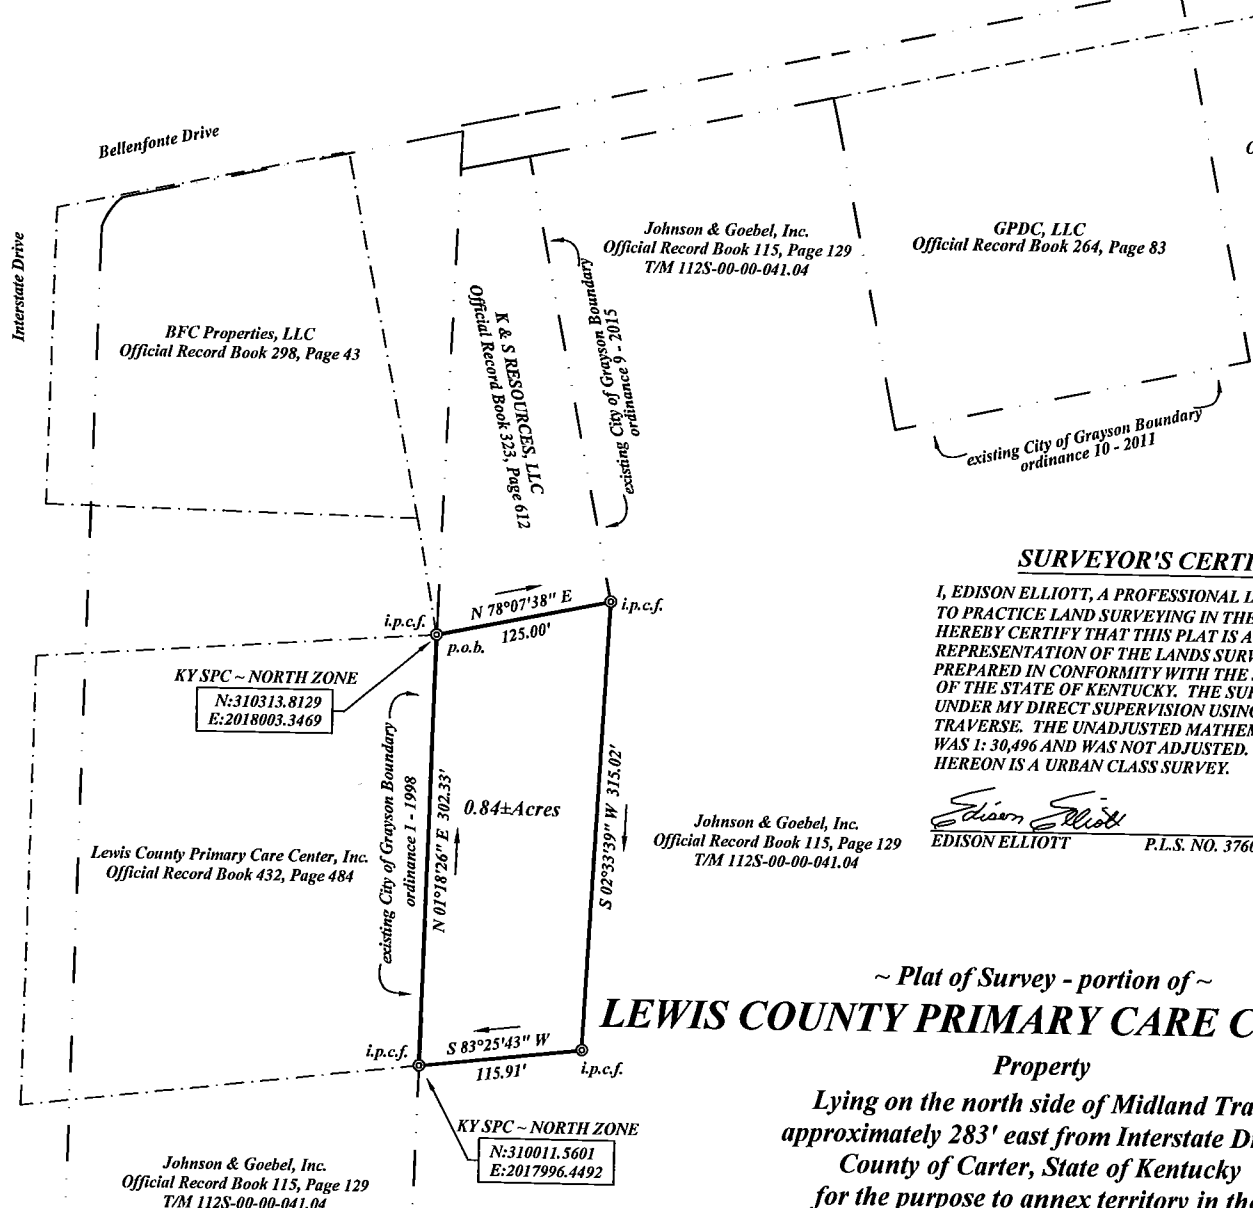 Bellenfonte Drive
Interstate Drive
BFC Properties, LLC
Official Record Book 298, Page 43
K & S RESOURCES, LLC
Official Record Book 323, Page 612
existing City of Grayson Boundary
ordinance 9 - 2015
Johnson & Goebel, Inc.
Official Record Book 115, Page 129
T/M 112S-00-00-041.04
GPDC, LLC
Official Record Book 264, Page 83
existing City of Grayson Boundary
ordinance 10 - 2011
SURVEYOR'S CERTI
I, EDISON ELLIOTT, A PROFESSIONAL L
TO PRACTICE LAND SURVEYING IN THE
HEREBY CERTIFY THAT THIS PLAT IS A
REPRESENTATION OF THE LANDS SURV
PREPARED IN CONFORMITY WITH THE
OF THE STATE OF KENTUCKY. THE SUR
UNDER MY DIRECT SUPERVISION USING
TRAVERSE. THE UNADJUSTED MATHEM
WAS 1: 30,496 AND WAS NOT ADJUSTED.
HEREON IS A URBAN CLASS SURVEY.
Edison Elliott
EDISON ELLIOTT P.L.S. NO. 3760
i.p.c.f.
N 78°07'38" E
125.00'
i.p.c.f.
p.o.b.
KY SPC ~ NORTH ZONE
N:310313.8129
E:2018003.3469
existing City of Grayson Boundary
ordinance 1 - 1998
N 01°18'26" E 302.33'
0.84±Acres
S 02°33'39" W 315.02'
Johnson & Goebel, Inc.
Official Record Book 115, Page 129
T/M 112S-00-00-041.04
Lewis County Primary Care Center, Inc.
Official Record Book 432, Page 484
i.p.c.f.
S 83°25'43" W
115.91'
i.p.c.f.
KY SPC ~ NORTH ZONE
N:310011.5601
E:2017996.4492
Johnson & Goebel, Inc.
Official Record Book 115, Page 129
T/M 112S-00-00-041.04
~ Plat of Survey - portion of ~
LEWIS COUNTY PRIMARY CARE C
Property
Lying on the north side of Midland Tra
approximately 283' east from Interstate D
County of Carter, State of Kentucky
for the purpose to annex territory in the